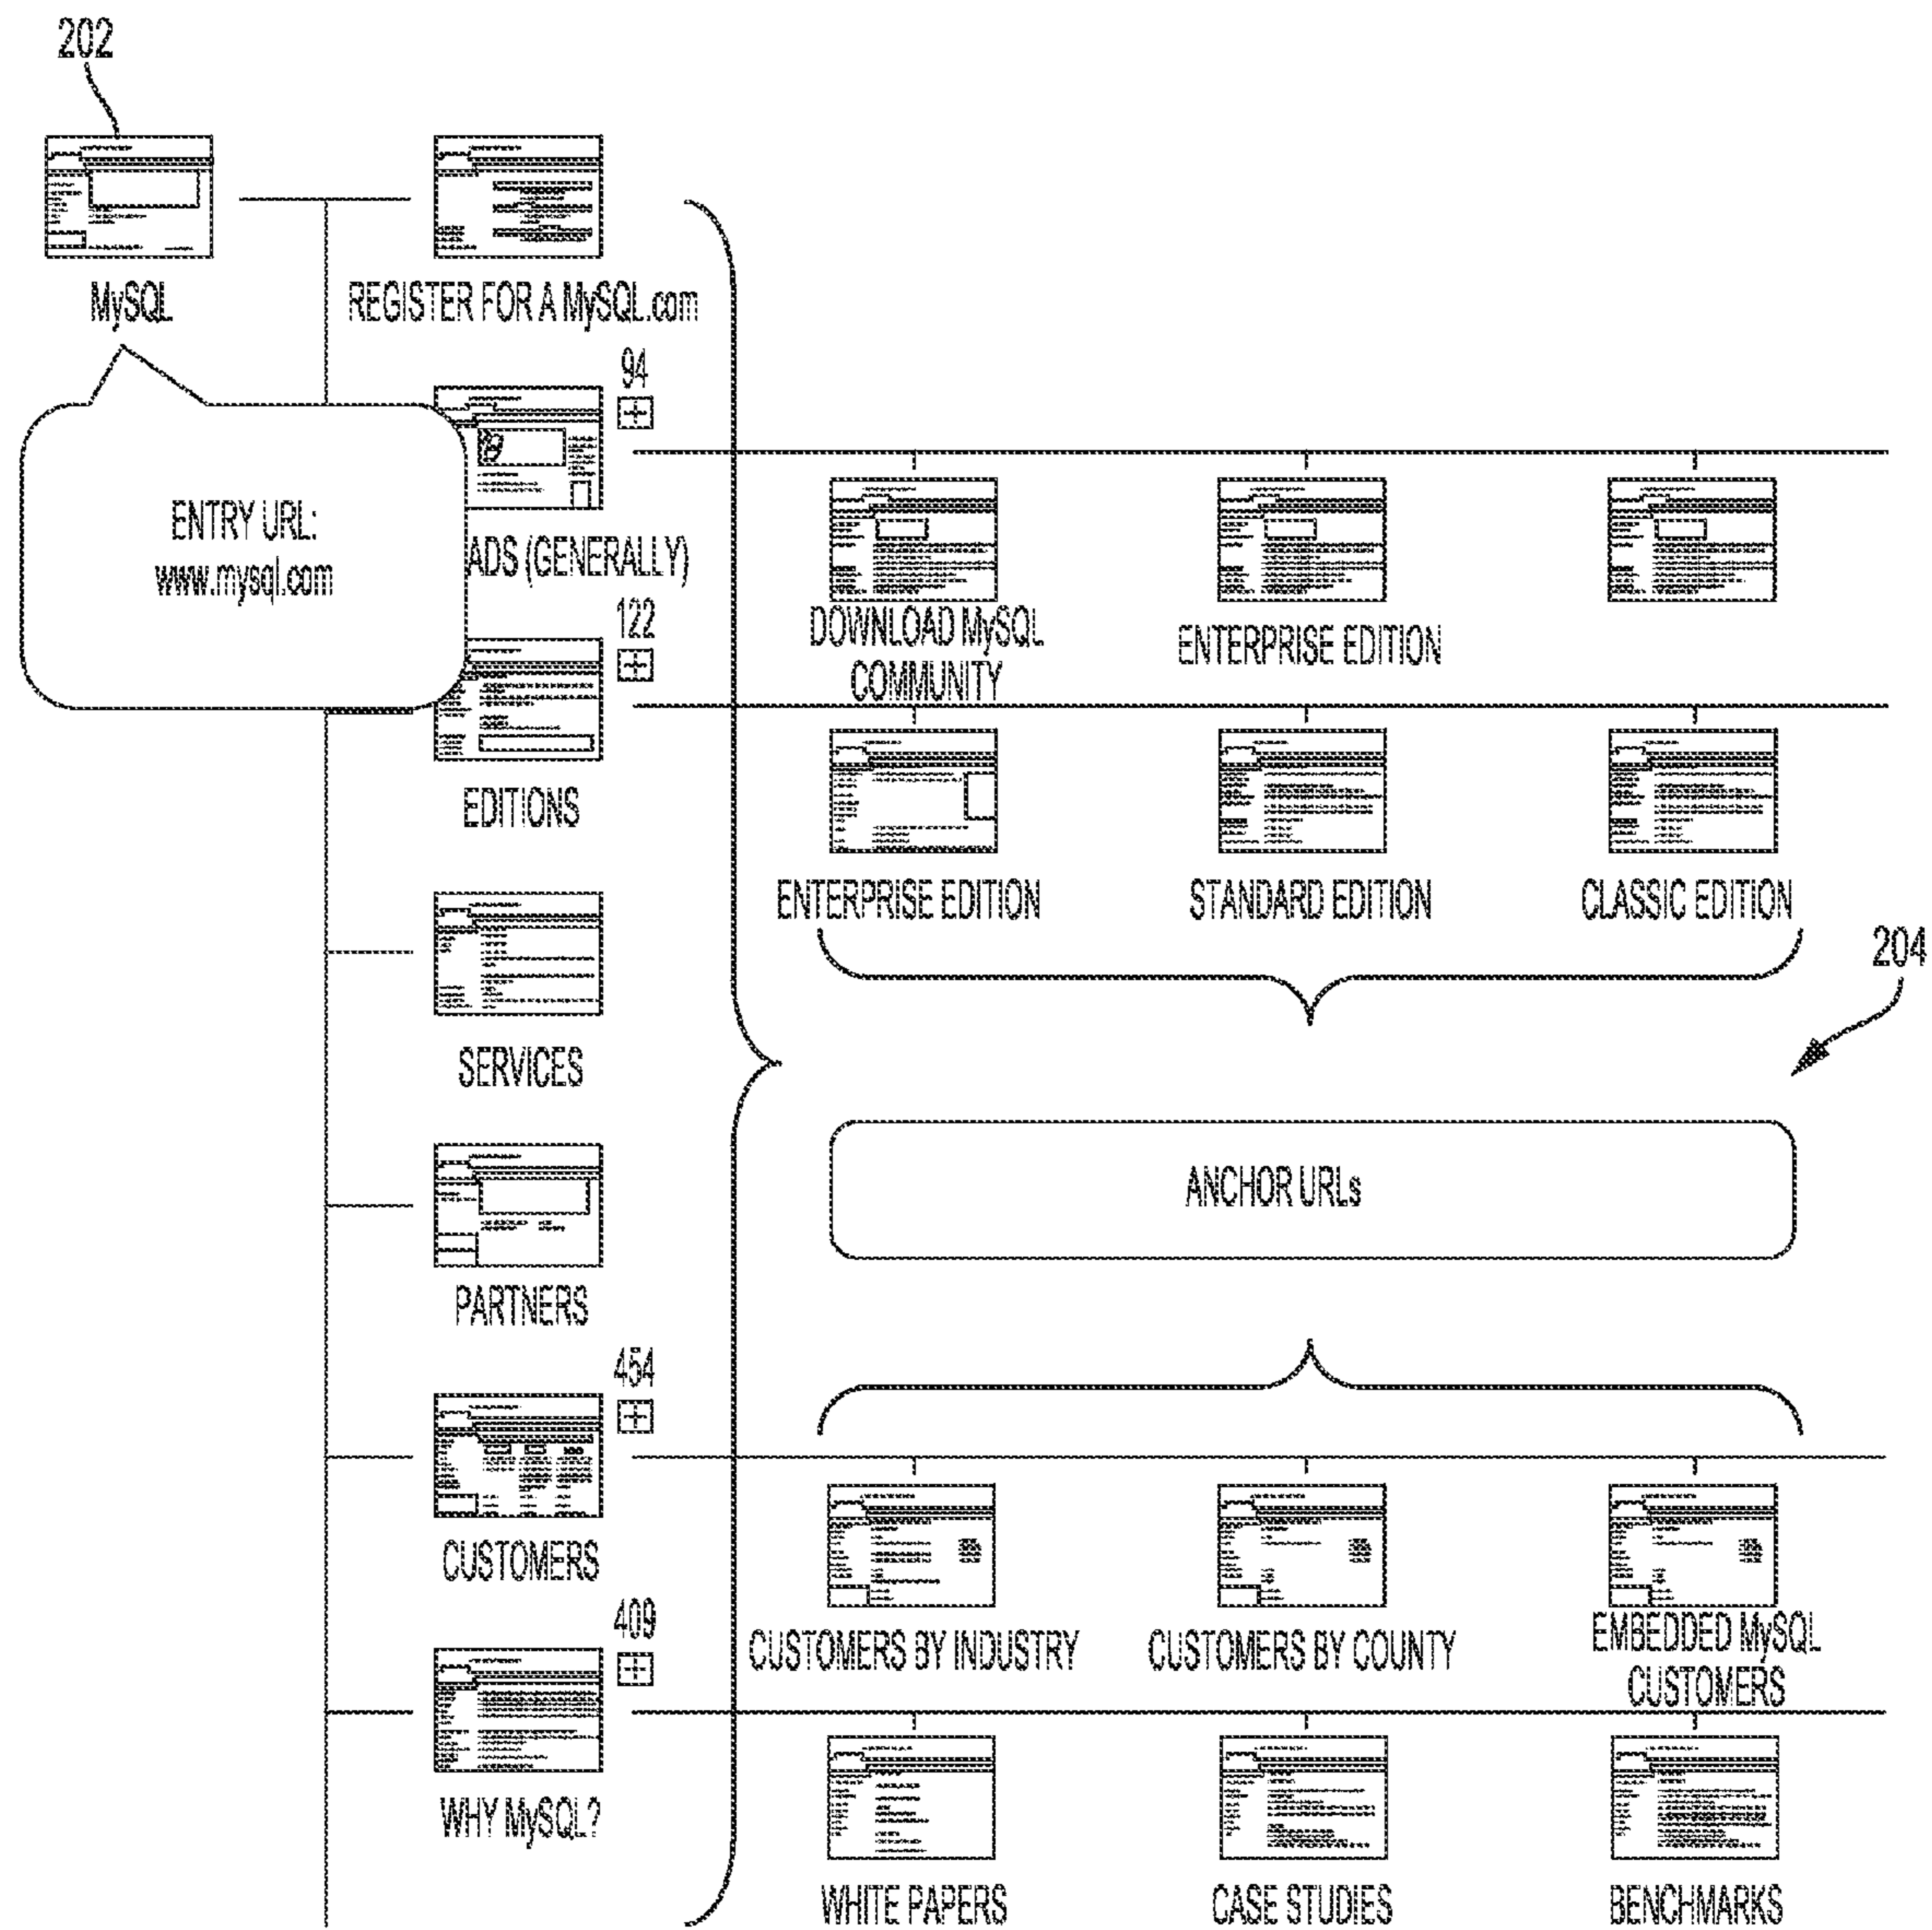 202
MySQL
REGISTER FOR A MySQL.com
94
ENTRY URL:
www.mysql.com
ADS (GENERALLY)
122
DOWNLOAD MySQL
COMMUNITY
ENTERPRISE EDITION
EDITIONS
ENTERPRISE EDITION
STANDARD EDITION
CLASSIC EDITION
204
SERVICES
ANCHOR URLs
PARTNERS
454
CUSTOMERS
409
CUSTOMERS BY INDUSTRY
CUSTOMERS BY COUNTY
EMBEDDED MySQL
CUSTOMERS
WHY MySQL?
WHITE PAPERS
CASE STUDIES
BENCHMARKS